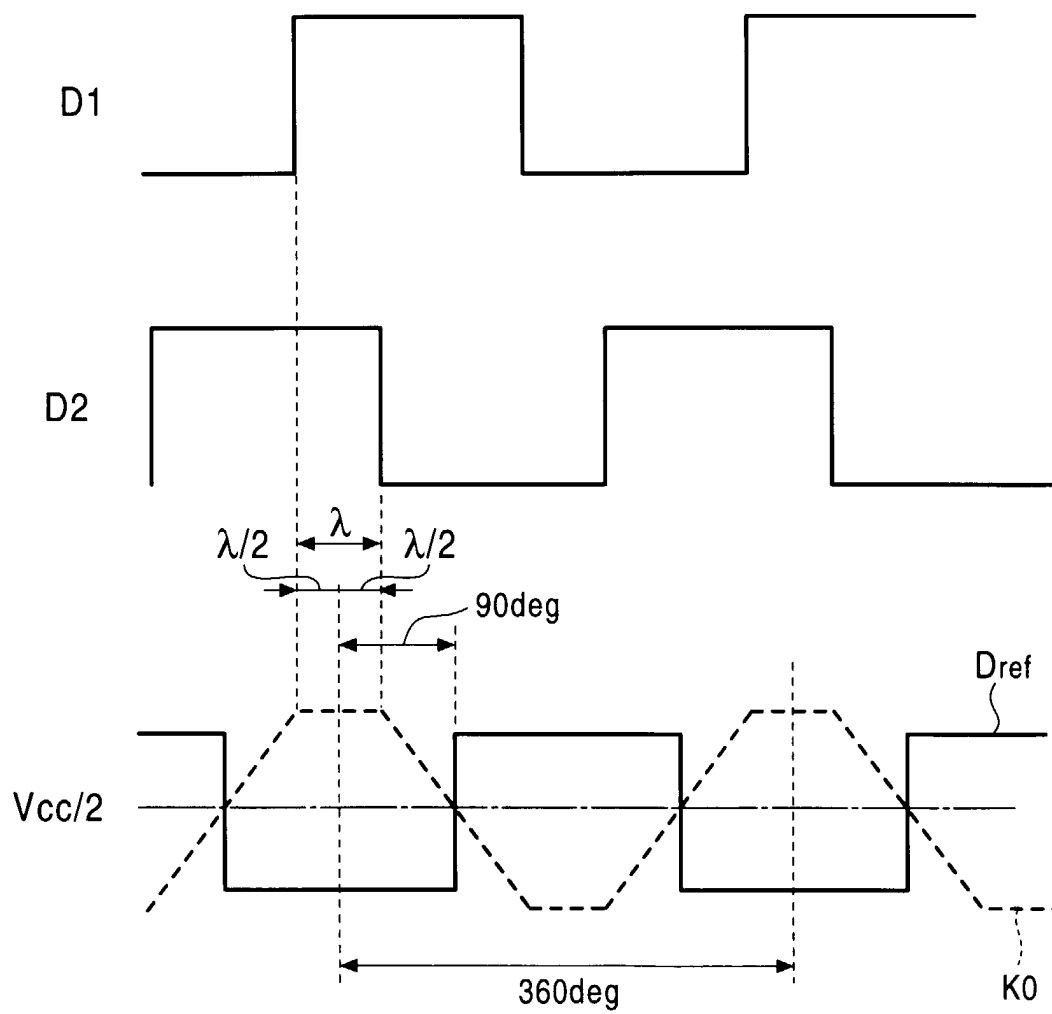 D1
D2
λ
λ/2
λ/2
90deg
Dref
Vcc/2
360deg
K0